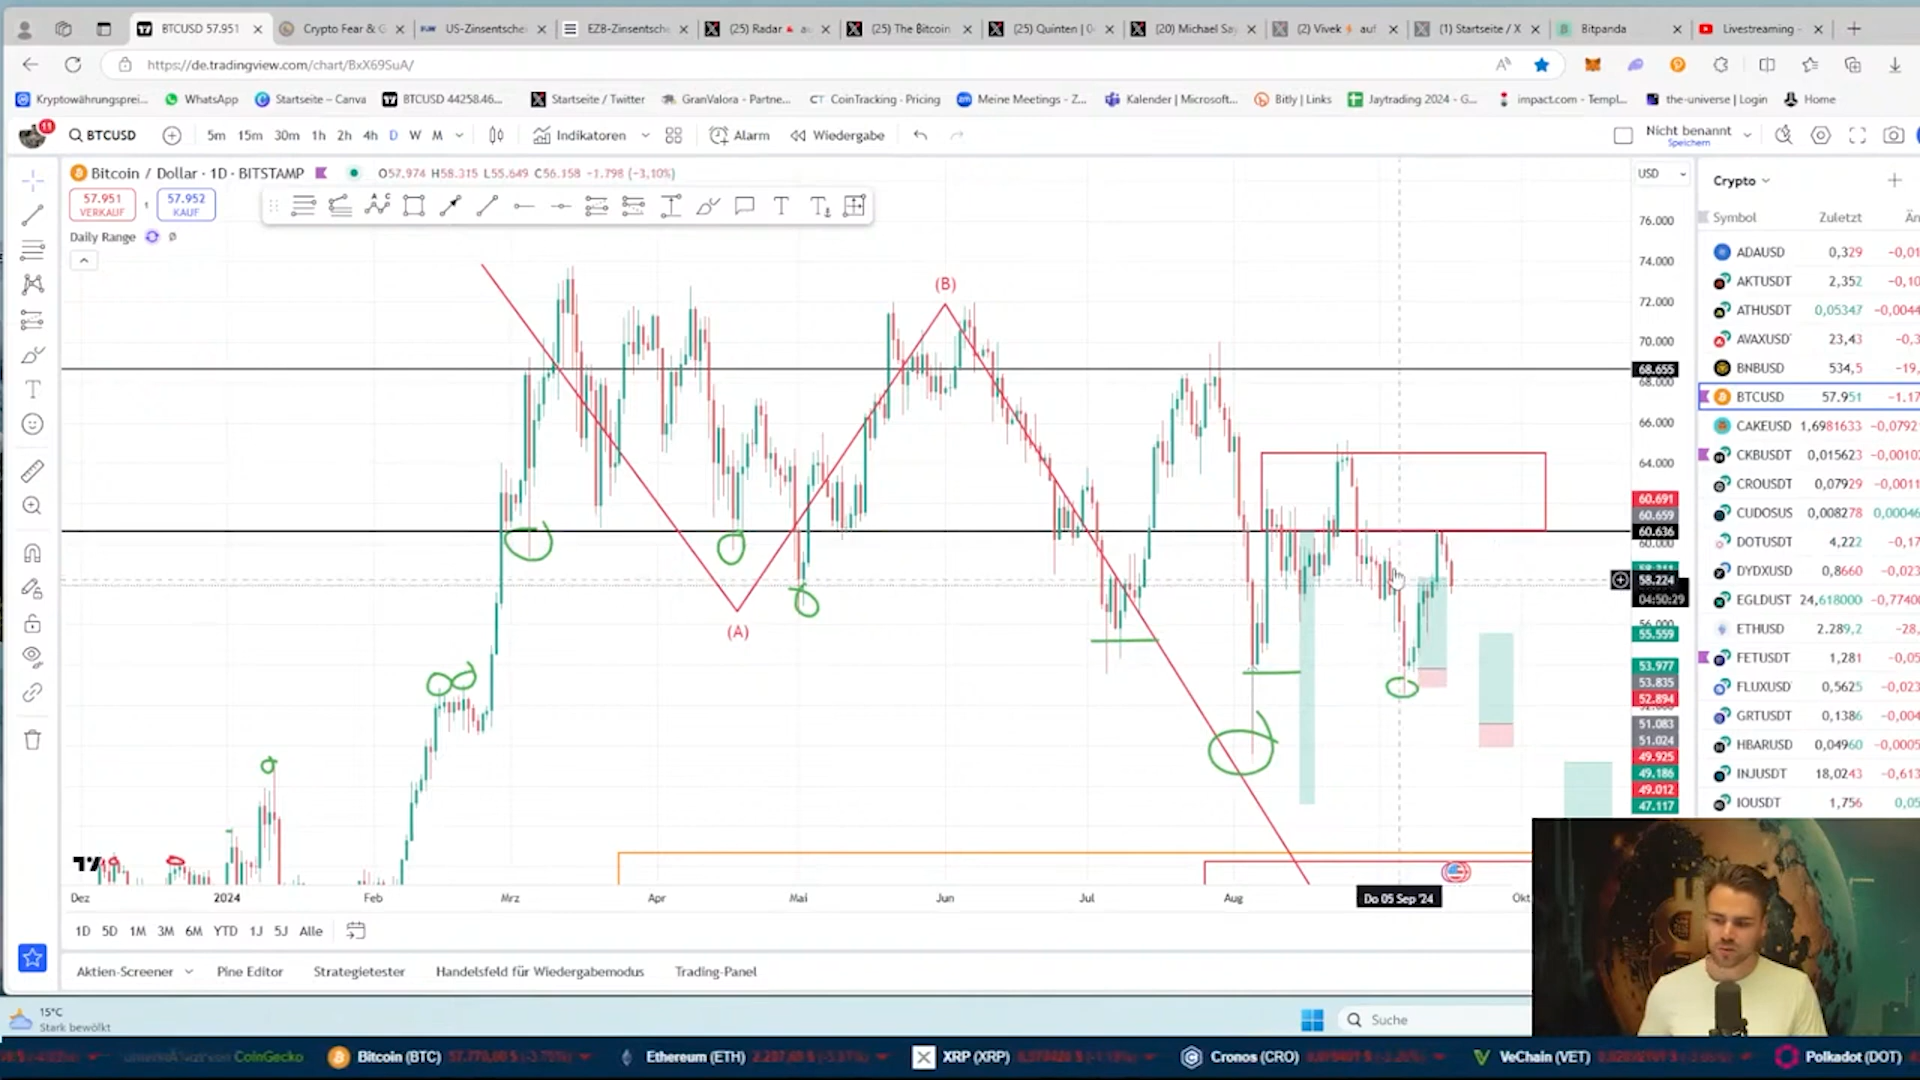 BTCUSD 57.951
Crypto Fear & G
US-Zinsentsche
EZB-Zinsentsche
(25) Radar
(25) The Bitcoin
(25) Quinten |
(20) Michael Say
(2) Vivek⚡ auf
(1) Startseite / X
Bitpanda
Livestreaming -
https://de.tradingview.com/chart/BxX69SuA/
Kryptowährungsprei...
WhatsApp
Startseite – Canva
BTCUSD 44258.46...
Startseite / Twitter
GranValora - Partne...
CoinTracking · Pricing
Meine Meetings - Z...
Kalender | Microsoft...
Bitly | Links
Jaytrading 2024 - G...
impact.com - Templ...
the-universe | Login
Home
11
BTCUSD
5m 15m 30m 1h 2h 4h D W M
Indikatoren
Alarm
Wiedergabe
Nicht benannt
Speichern
Bitcoin / Dollar · 1D · BITSTAMP
O57.974 H58.315 L55.649 C56.158 -1.798 (-3,10%)
57.951
VERKAUF
1
57.952
KAUF
Daily Range
USD
76.000
74.000
72.000
70.000
68.655
68.000
66.000
64.000
60.691
60.659
60.636
60.000
58.224
04:50:29
56.000
55.559
53.977
53.835
52.894
51.083
51.024
49.925
49.186
49.012
47.117
(B)
(A)
Dez 2024 Feb Mrz Apr Mai Jun Jul Aug Do 05 Sep '24 Okt
1D 5D 1M 3M 6M YTD 1J 5J Alle
Aktien-Screener
Pine Editor
Strategietester
Handelsfeld für Wiedergabemodus
Trading-Panel
Crypto
Symbol Zuletzt Än
ADAUSD 0,329 -0,01
AKTUSDT 2,352 -0,10
ATHUSDT 0,05347 -0,0044
AVAXUSD 23,43 -0,3
BNBUSD 534,5 -19,
BTCUSD 57.951 -1.17
CAKEUSD 1,6981633 -0,0792
CKBUSDT 0,015623 -0,0010
CROUSDT 0,07929 -0,0011
CUDOSUS 0,008278 0,00046
DOTUSDT 4,222 -0,17
DYDXUSD 0,8660 -0,023
EGLDUST 24,618000 -0,7740
ETHUSD 2.289,2 -28,
FETUSDT 1,281 -0,05
FLUXUSD 0,5625 -0,023
GRTUSDT 0,1386 -0,004
HBARUSD 0,04960 -0,0005
INJUSDT 18,0243 -0,613
IOUSDT 1,756 0,05
15°C
Stark bewölkt
Suche
CoinGecko
Bitcoin (BTC)
Ethereum (ETH)
XRP (XRP)
Cronos (CRO)
VeChain (VET)
Polkadot (DOT)